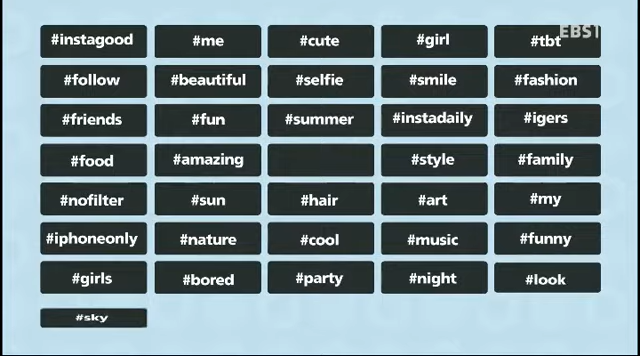 EBS1
#instagood #me #cute #girl #tbt
#follow #beautiful #selfie #smile #fashion
#friends #fun #summer #instadaily #igers
#food #amazing #style #family
#nofilter #sun #hair #art #my
#iphoneonly #nature #cool #music #funny
#girls #bored #party #night #look
#sky